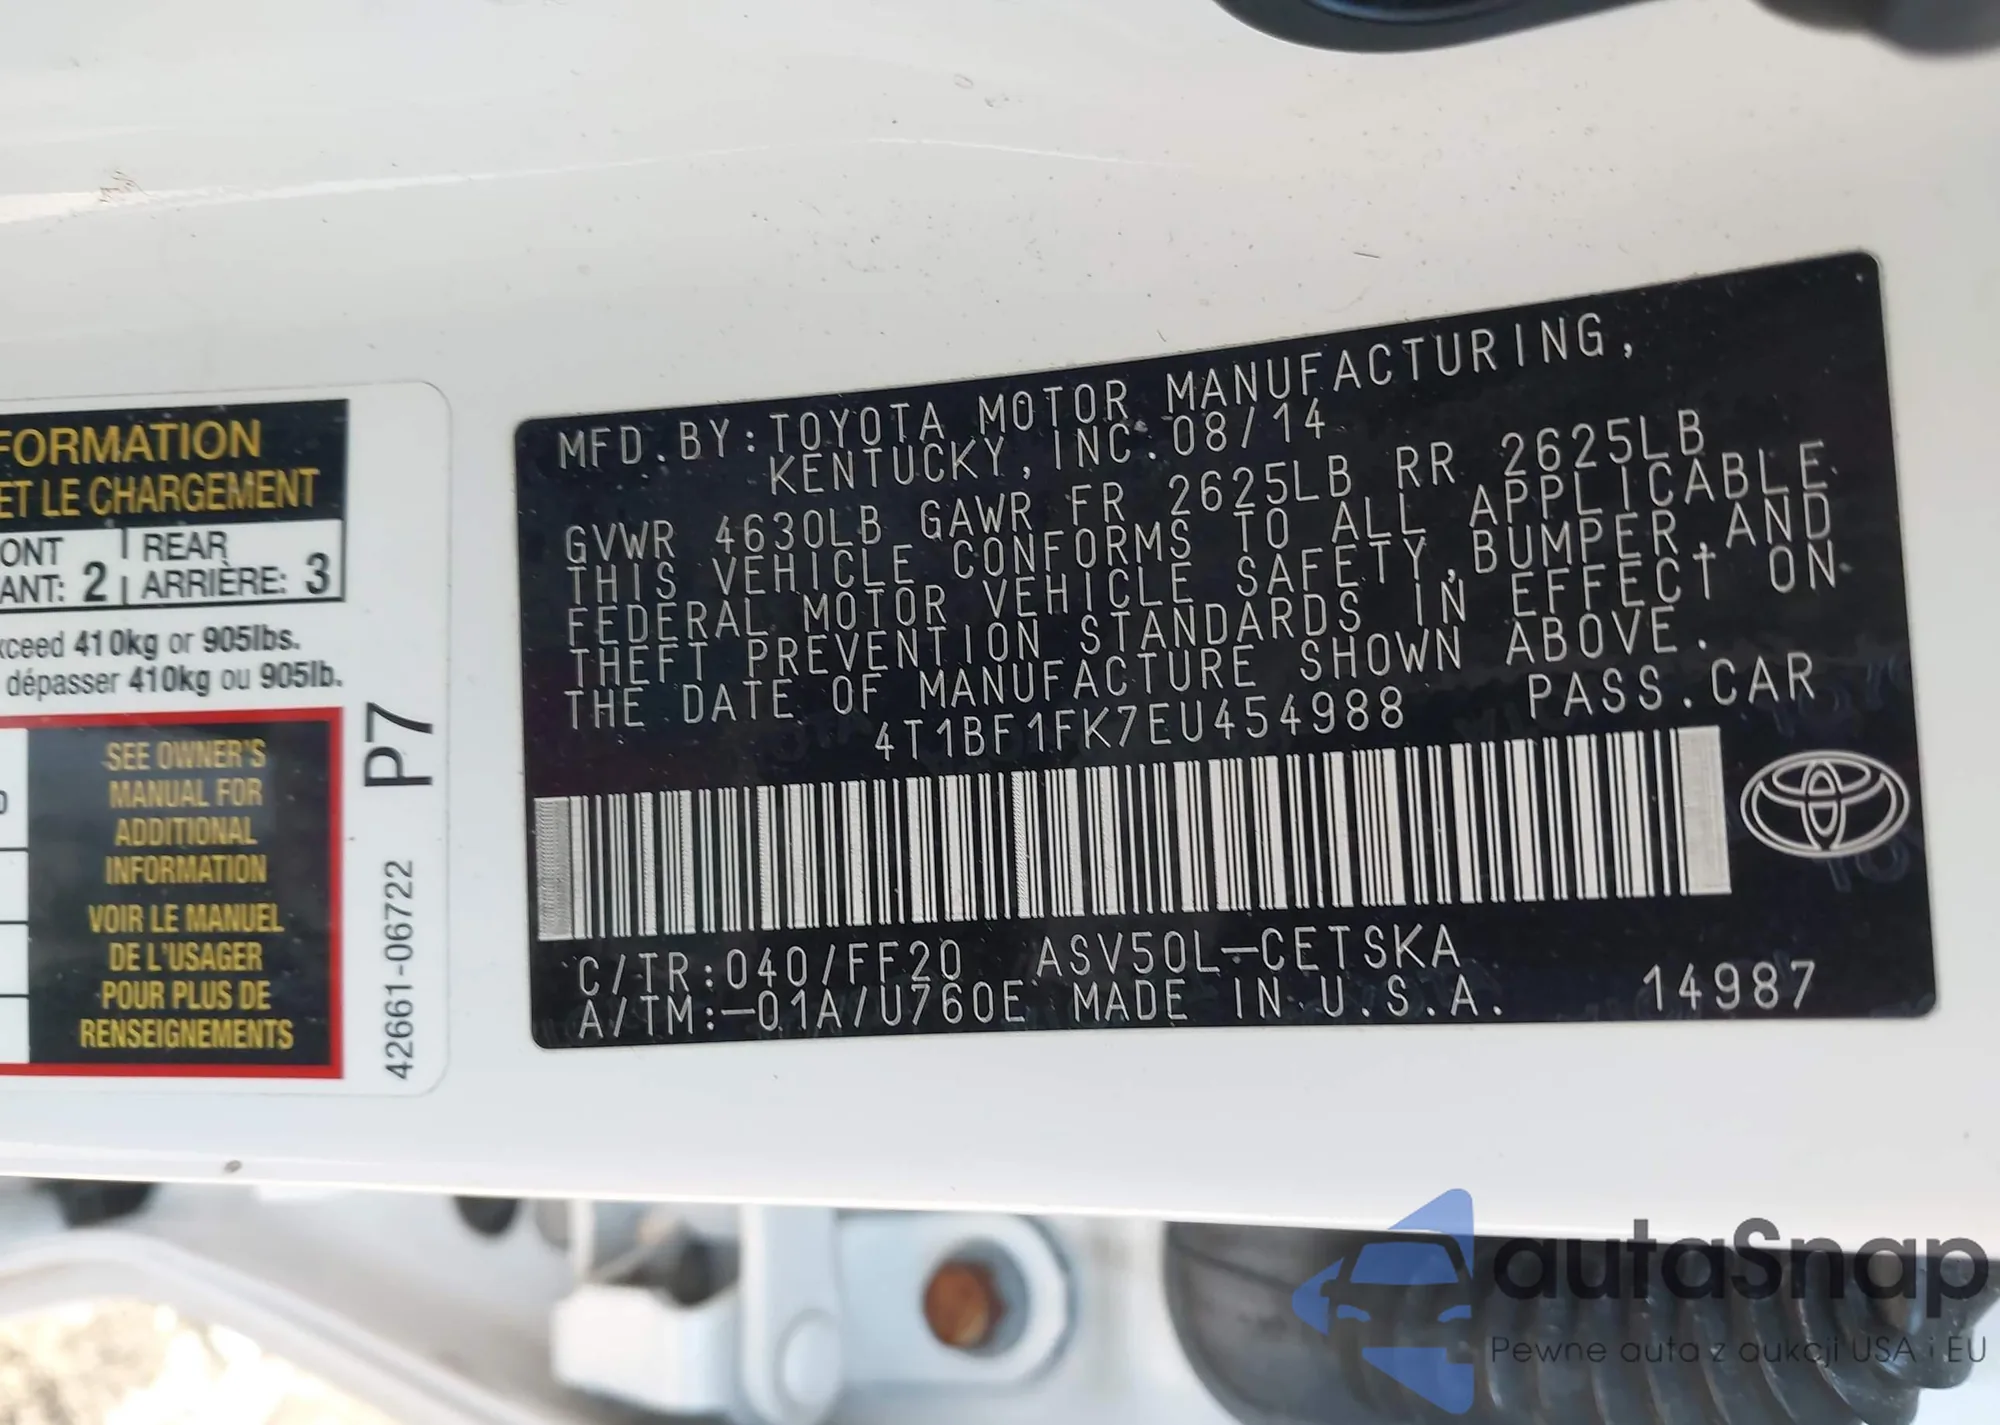 FORMATION
ET LE CHARGEMENT
ONT
ANT: 2
REAR
ARRIÈRE: 3
xceed 410kg or 905lbs.
dépasser 410kg ou 905lb.
SEE OWNER'S
MANUAL FOR
ADDITIONAL
INFORMATION
VOIR LE MANUEL
DE L'USAGER
POUR PLUS DE
RENSEIGNEMENTS
P7
42661-06722
MFD.BY:TOYOTA MOTOR MANUFACTURING,
KENTUCKY, INC. 08/14
GVWR 4630LB GAWR FR 2625LB RR 2625LB
THIS VEHICLE CONFORMS TO ALL APPLICABLE
FEDERAL MOTOR VEHICLE SAFETY,BUMPER,AND
THEFT PREVENTION STANDARDS IN EFFECT ON
THE DATE OF MANUFACTURE SHOWN ABOVE.
4T1BF1FK7EU454988 PASS.CAR
C/TR:040/FF20 ASV50L-CETSKA
A/TM:-01A/U760E MADE IN U.S.A. 14987
autaSnap
Pewne auta z aukcji USA i EU